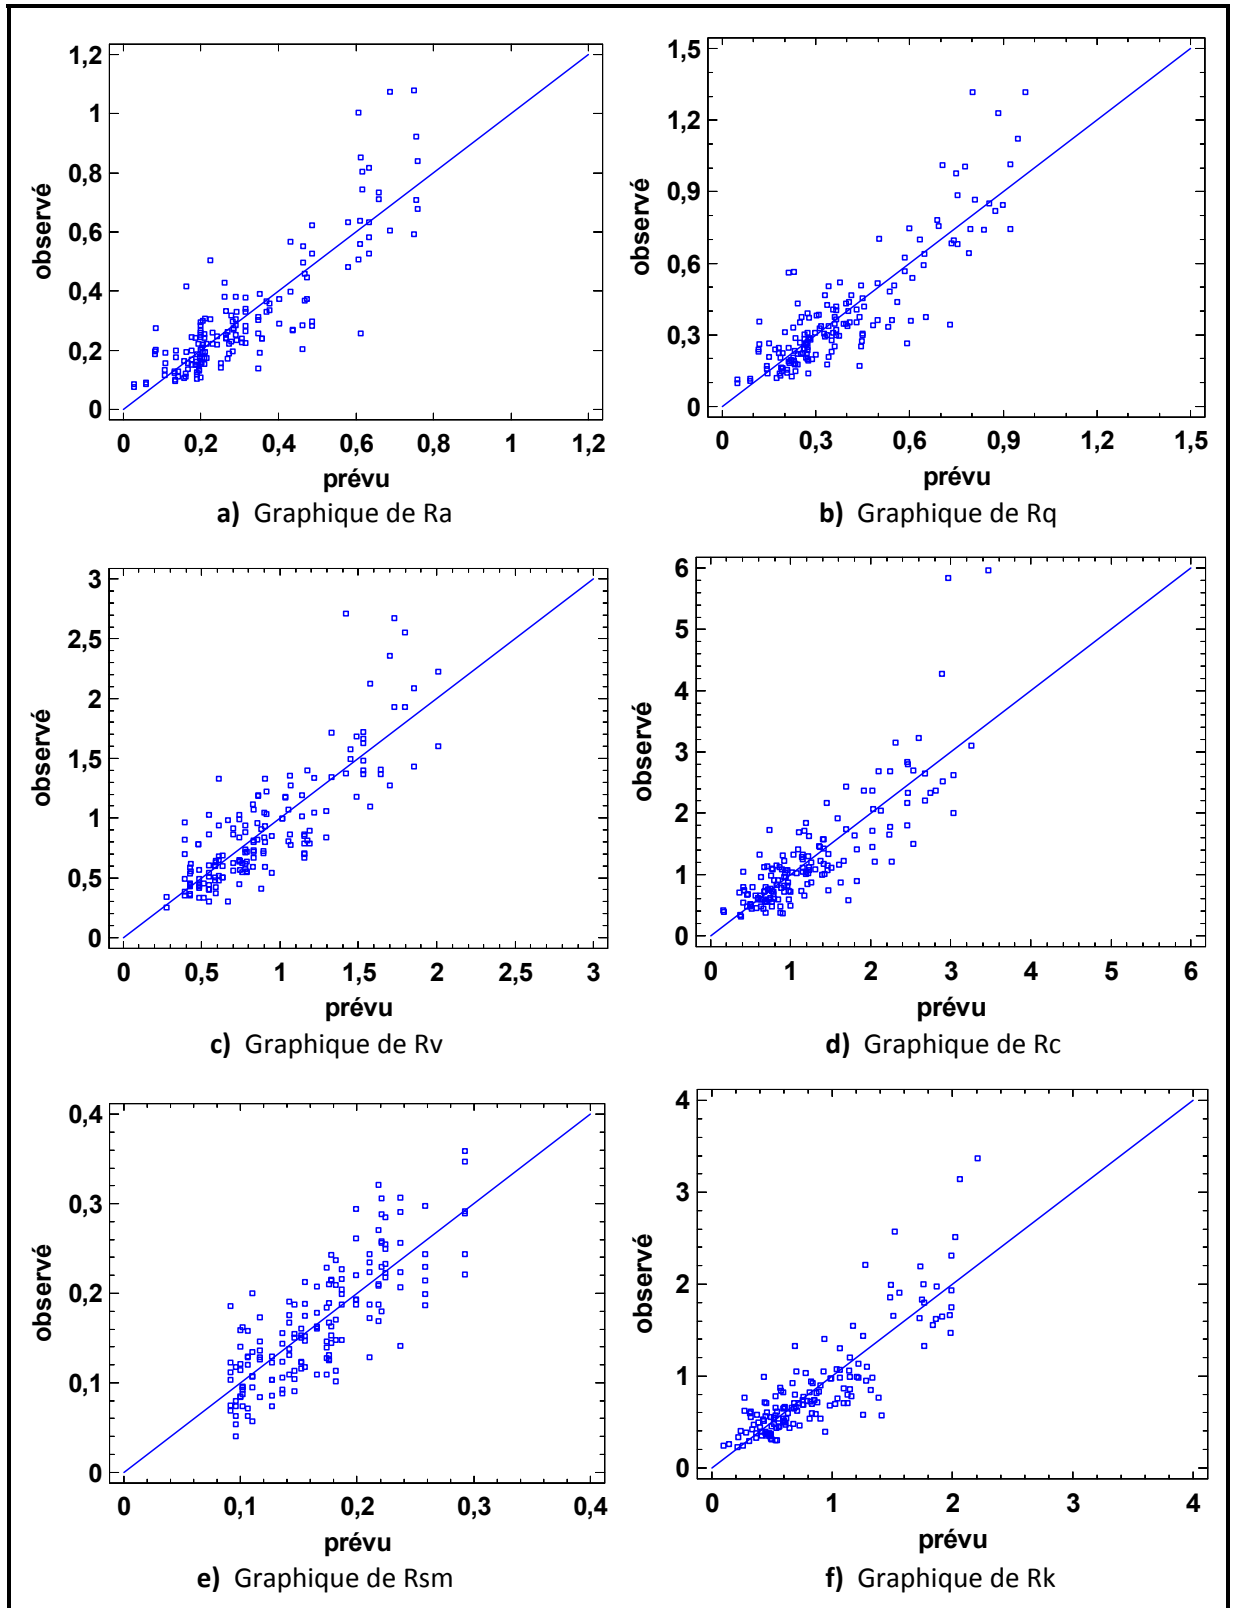 1,2
1
0,8
0,6
0,4
0,2
0
observé
0 0,2 0,4 0,6 0,8 1 1,2
prévu
a) Graphique de Ra
1,5
1,2
0,9
0,6
0,3
0
observé
0 0,3 0,6 0,9 1,2 1,5
prévu
b) Graphique de Rq
3
2,5
2
1,5
1
0,5
0
observé
0 0,5 1 1,5 2 2,5 3
prévu
c) Graphique de Rv
6
5
4
3
2
1
0
observé
0 1 2 3 4 5 6
prévu
d) Graphique de Rc
0,4
0,3
0,2
0,1
0
observé
0 0,1 0,2 0,3 0,4
prévu
e) Graphique de Rsm
4
3
2
1
0
observé
0 1 2 3 4
prévu
f) Graphique de Rk